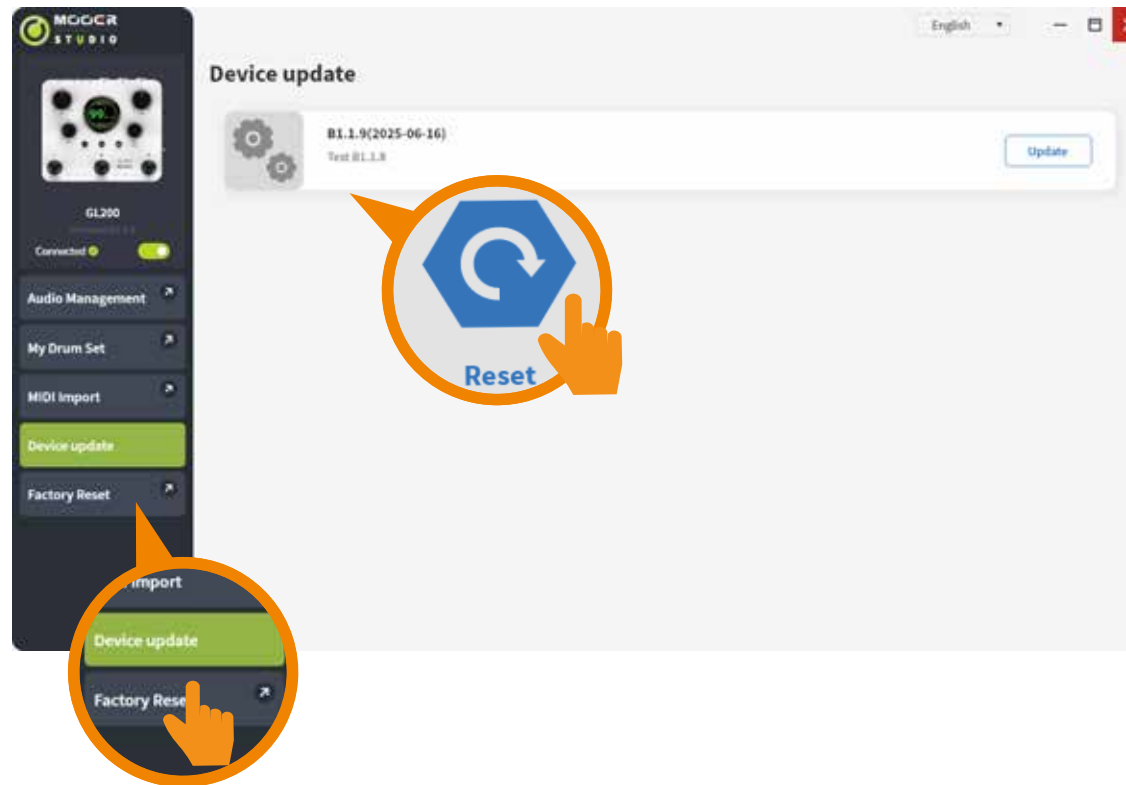 MOOER
STUDIO
English
Device update
B1.1.9(2025-06-16)
Test B1.1.8
Update
GL200
Connected
Audio Management
My Drum Set
MIDI Import
Device update
Factory Reset
Reset
Import
Device update
Factory Rese